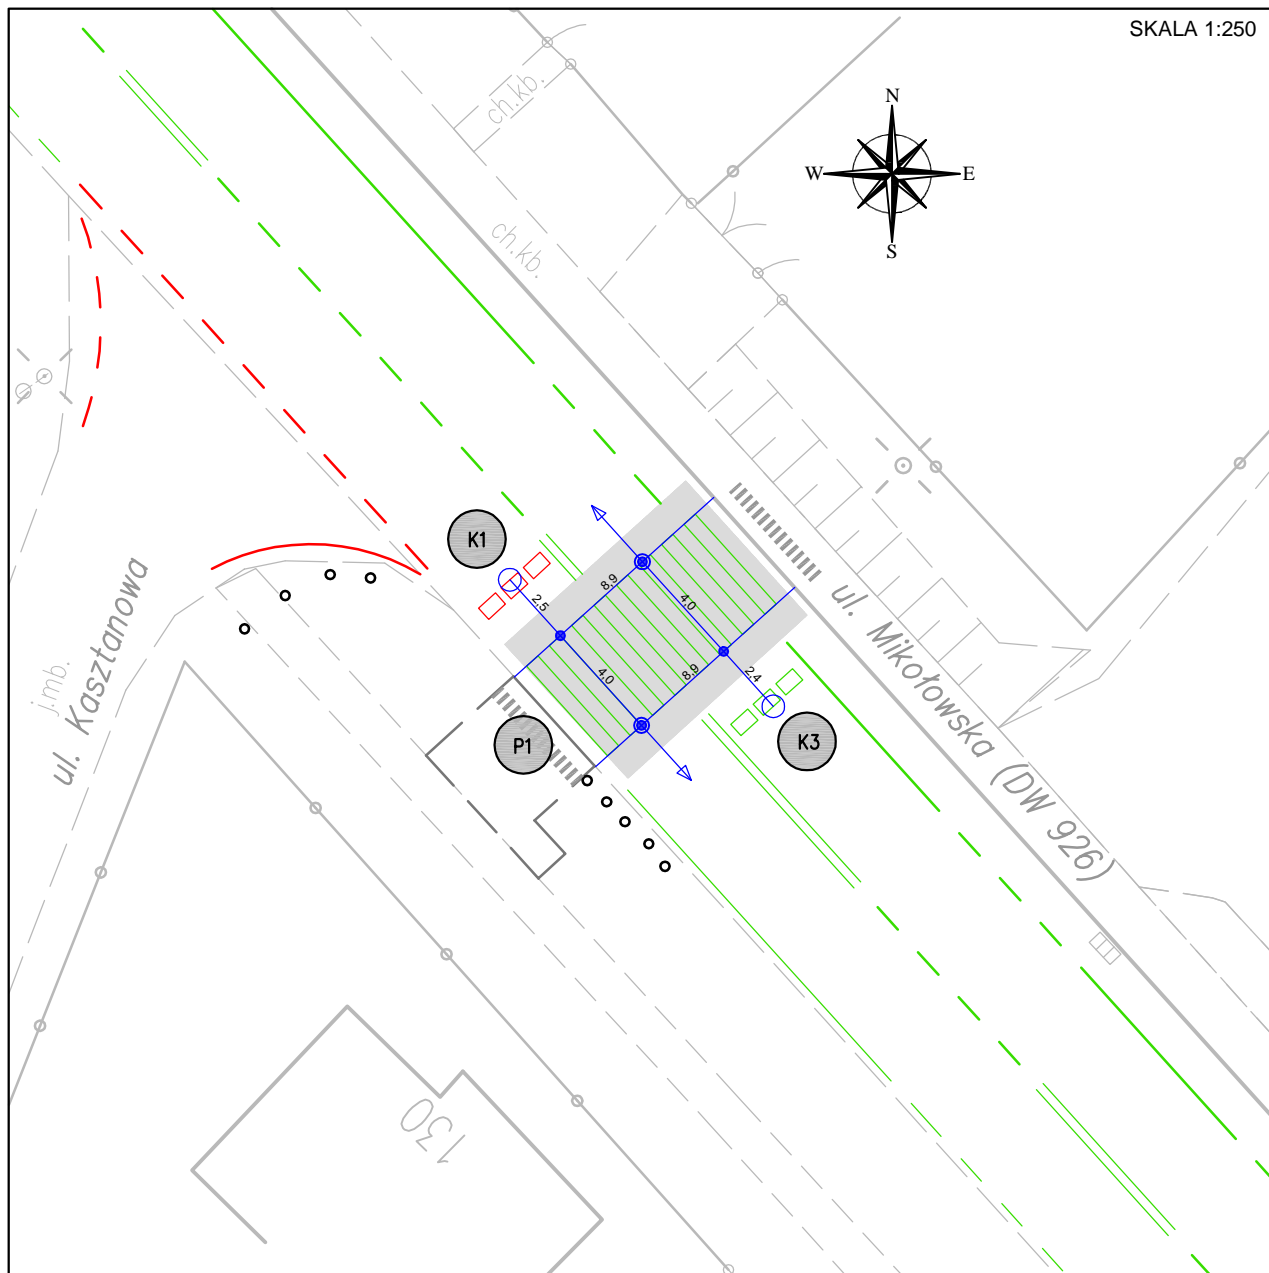 SKALA 1:250
N
W E
S
ch.kb.
ch.kb.
K1
8,9
2,5
4,0
4,0
8,9
2,4
P1
K3
ul. Mikołowska (DW 926)
j.mb.
ul. Kasztanowa
130